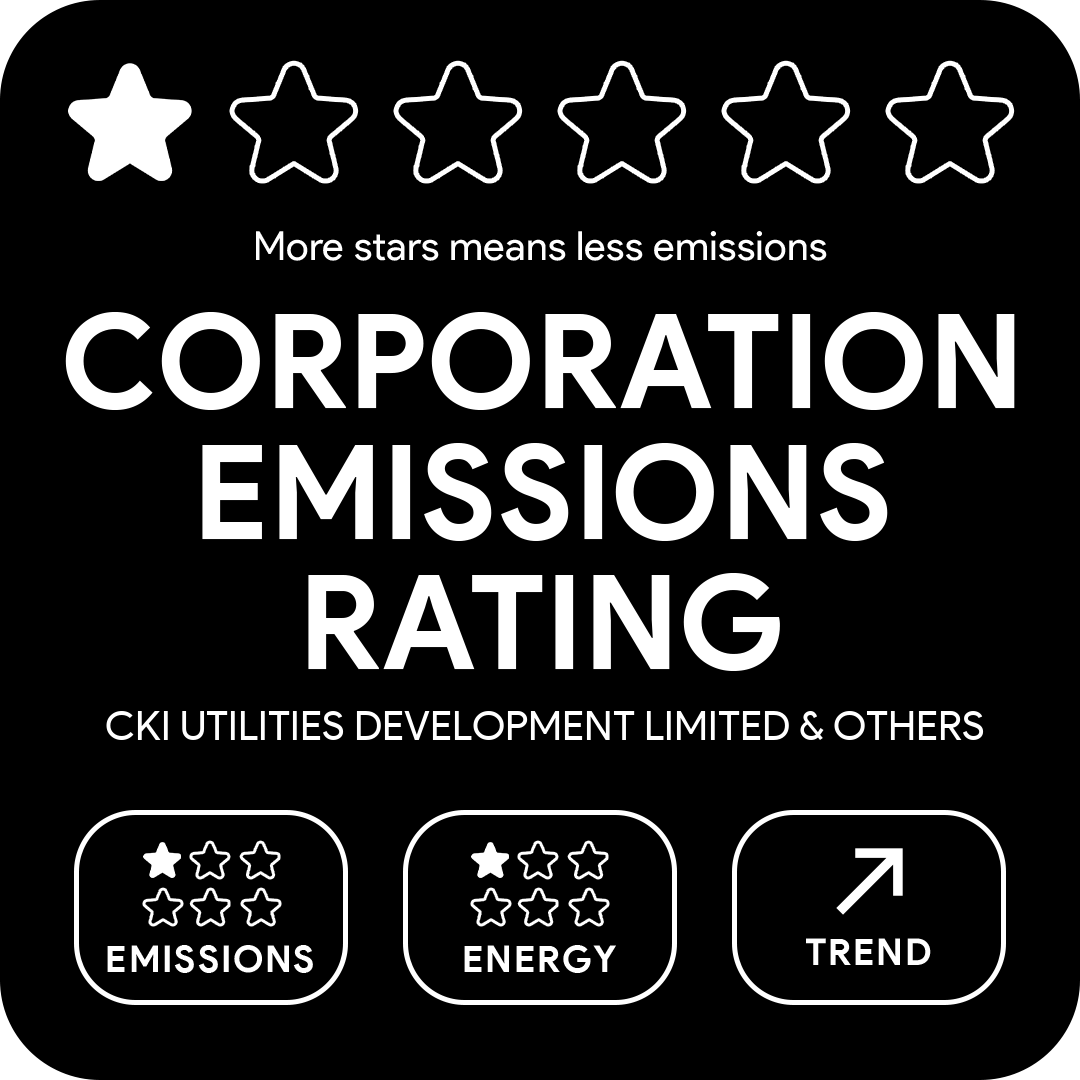 More stars means less emissions
CORPORATION
EMISSIONS
RATING
CKI UTILITIES DEVELOPMENT LIMITED & OTHERS
EMISSIONS
ENERGY
TREND